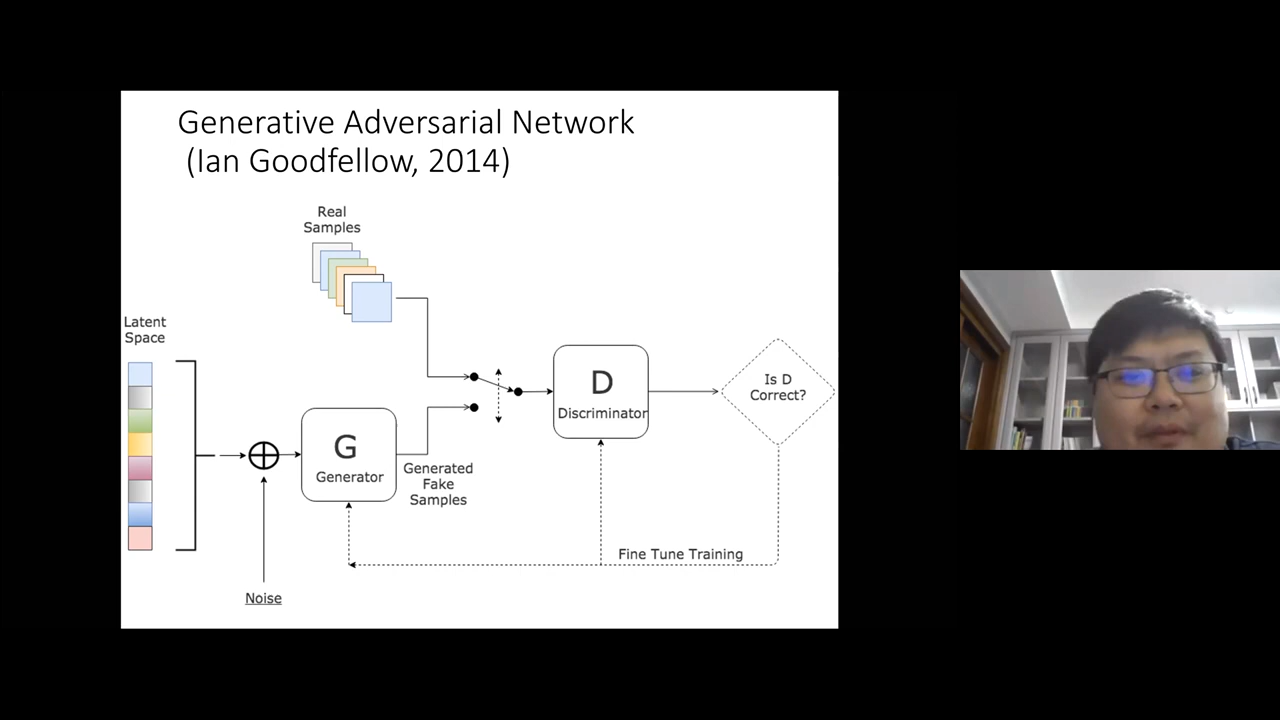 Generative Adversarial Network
(Ian Goodfellow, 2014)
Real
Samples
Latent
Space
G
Generator
Generated
Fake
Samples
D
Discriminator
Is D
Correct?
Fine Tune Training
Noise